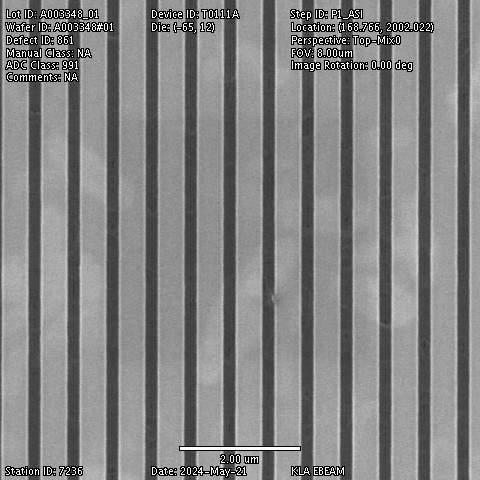 Lot ID: A003348_01
Wafer ID: A003348#01
Defect ID: 861
Manual Class: NA
ADC Class: 991
Comments: NA
Device ID: T0111A
Die: (-65, 12)
Step ID: P1_ASI
Location: (168.766, 2002.022)
Perspective: Top-Mix0
FOV: 8.00um
Image Rotation: 0.00 deg
2.00 um
Station ID: 7236
Date: 2024-May-21
KLA EBEAM